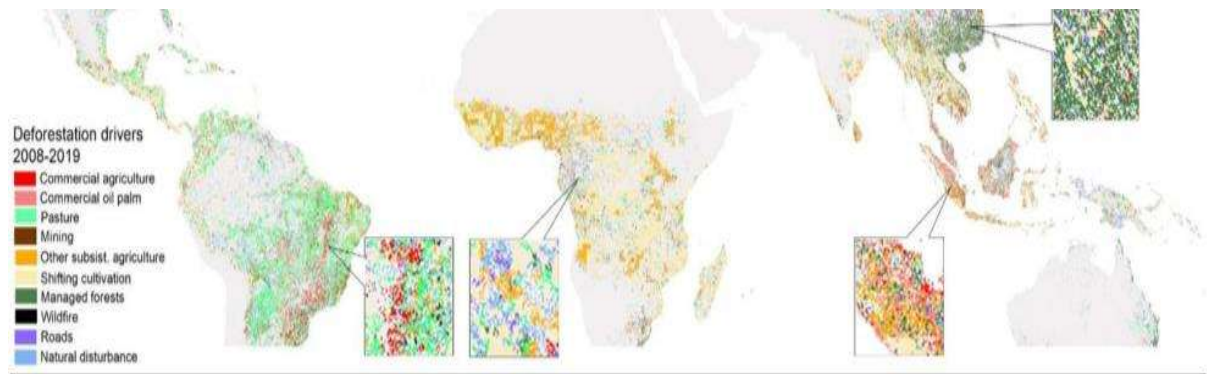 Deforestation drivers
2008-2019
Commercial agriculture
Commercial oil palm
Pasture
Mining
Other subsist. agriculture
Shifting cultivation
Managed forests
Wildfire
Roads
Natural disturbance